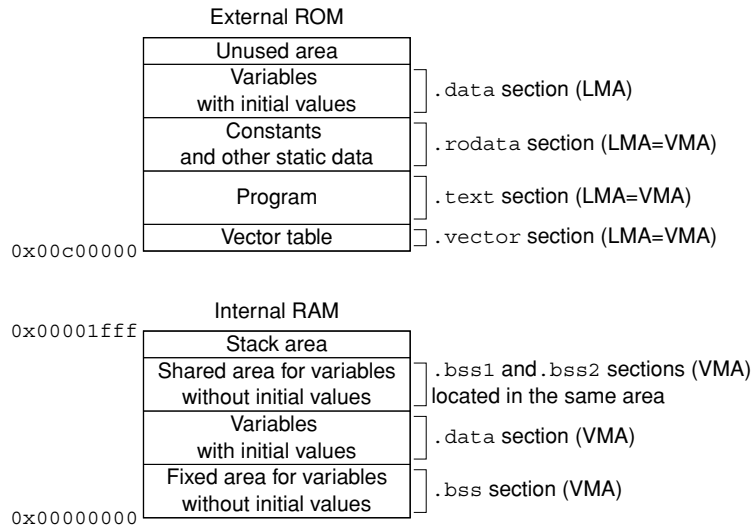 External ROM
Unused area
Variables
with initial values
.data section (LMA)
Constants
and other static data
.rodata section (LMA=VMA)
Program
.text section (LMA=VMA)
Vector table
.vector section (LMA=VMA)
0x00c00000
Internal RAM
0x00001fff
Stack area
Shared area for variables
without initial values
.bss1 and .bss2 sections (VMA)
located in the same area
Variables
with initial values
.data section (VMA)
Fixed area for variables
without initial values
.bss section (VMA)
0x00000000